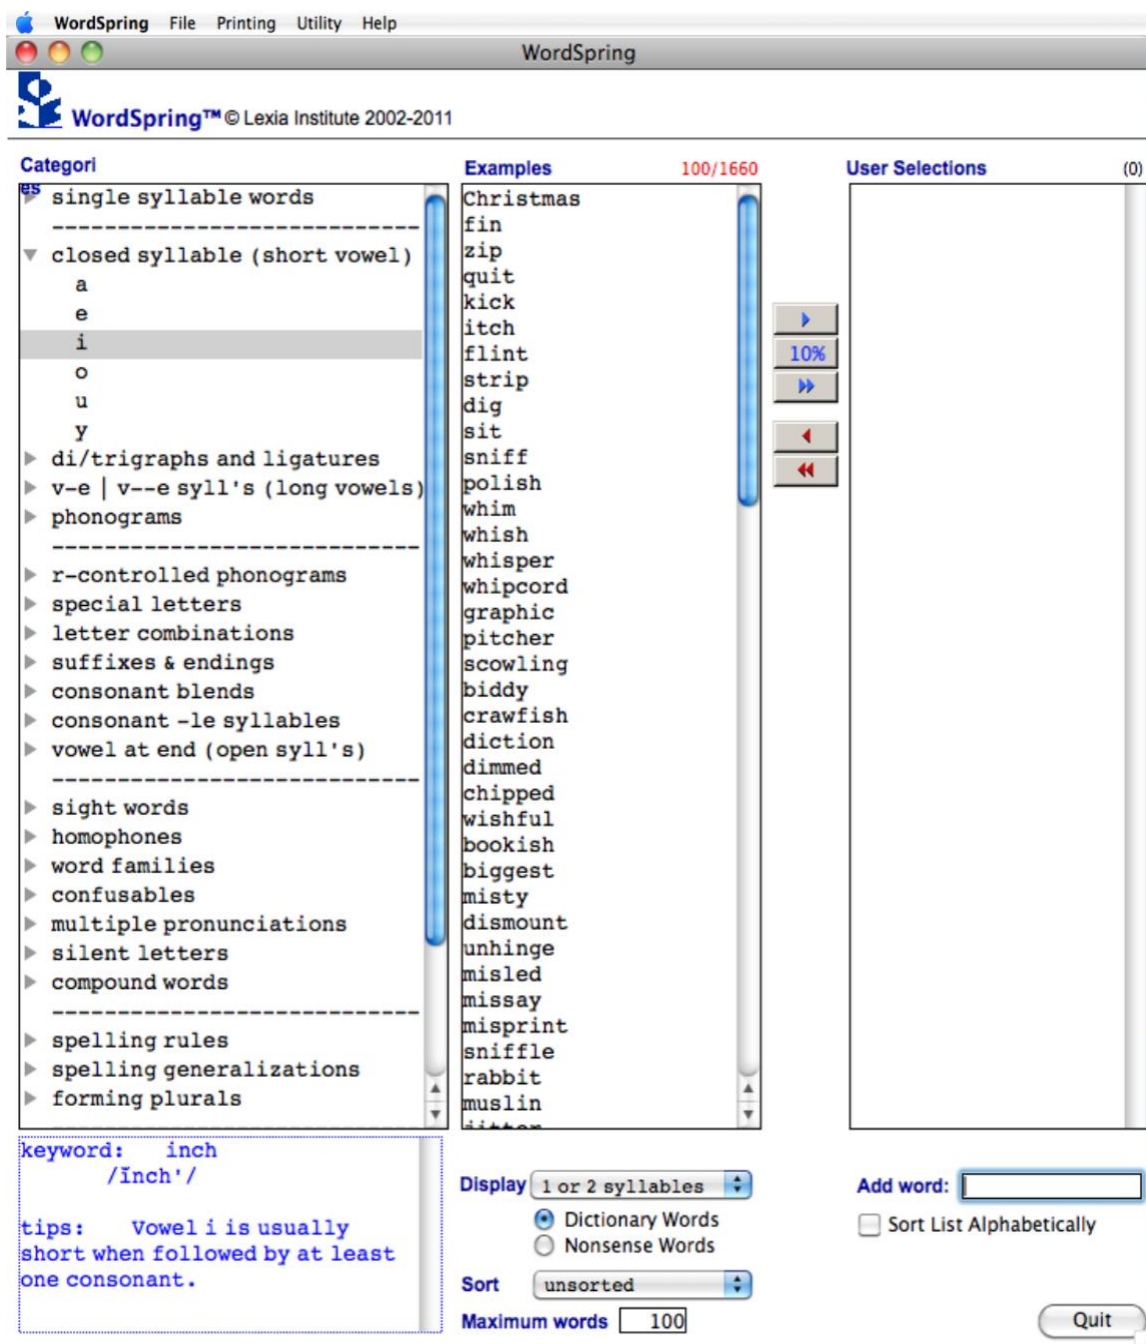 WordSpring File Printing Utility Help
WordSpring
WordSpring™ © Lexia Institute 2002-2011
Categori
es
single syllable words
----------------------------
closed syllable (short vowel)
a
e
i
o
u
y
di/trigraphs and ligatures
v-e | v--e syll's (long vowels)
phonograms
----------------------------
r-controlled phonograms
special letters
letter combinations
suffixes & endings
consonant blends
consonant -le syllables
vowel at end (open syll's)
----------------------------
sight words
homophones
word families
confusables
multiple pronunciations
silent letters
compound words
----------------------------
spelling rules
spelling generalizations
forming plurals
keyword: inch
/ĭnch'/
tips: Vowel i is usually
short when followed by at least
one consonant.
Examples 100/1660
Christmas
fin
zip
quit
kick
itch
flint
strip
dig
sit
sniff
polish
whim
whish
whisper
whipcord
graphic
pitcher
scowling
biddy
crawfish
diction
dimmed
chipped
wishful
bookish
biggest
misty
dismount
unhinge
misled
missay
misprint
sniffle
rabbit
muslin
Display 1 or 2 syllables
Dictionary Words
Nonsense Words
Sort unsorted
Maximum words 100
10%
User Selections (0)
Add word:
Sort List Alphabetically
Quit